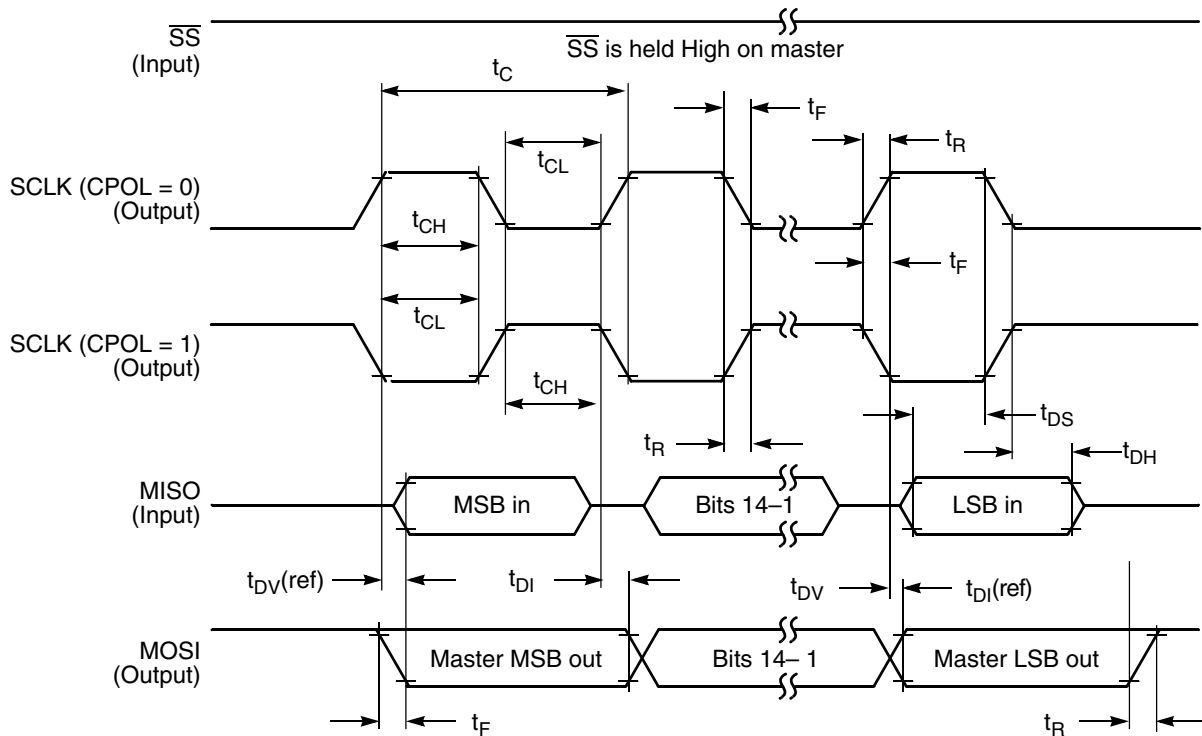 SS
(Input)
SS is held High on master
tC
tF
tCL
tR
SCLK (CPOL = 0)
(Output)
tCH
tF
tCL
SCLK (CPOL = 1)
(Output)
tCH
tDS
tR
tDH
MISO
(Input)
MSB in
Bits 14–1
LSB in
tDV(ref)
tDI
tDV
tDI(ref)
MOSI
(Output)
Master MSB out
Bits 14– 1
Master LSB out
tF
tR